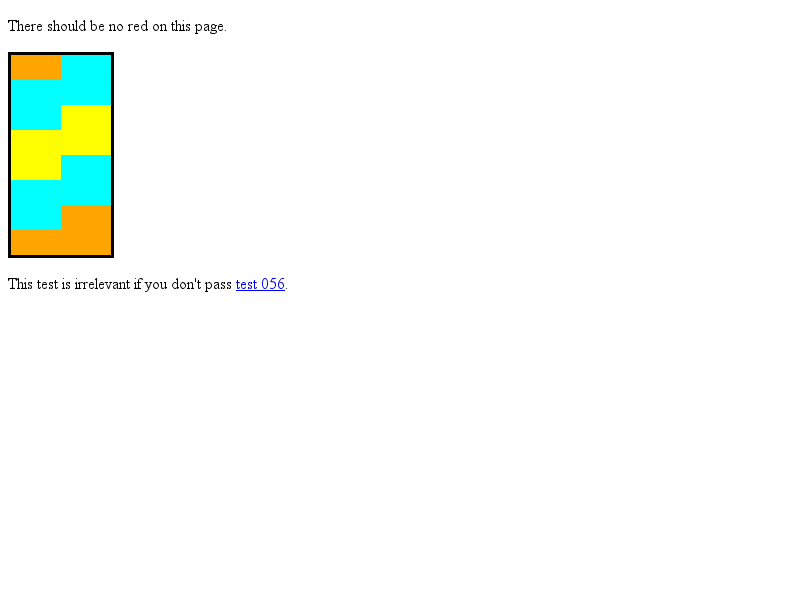 There should be no red on this page.
This test is irrelevant if you don't pass test 056.